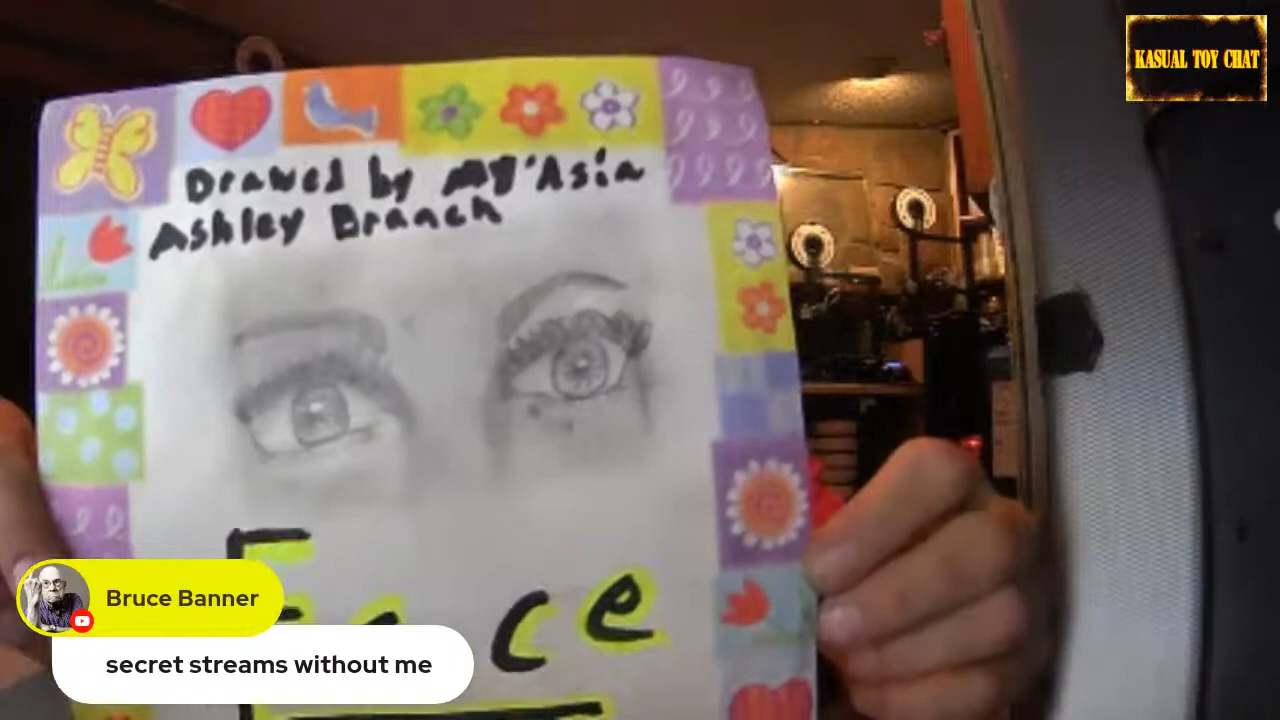 KASUAL TOY CHAT
Drawed by My'Asia
Ashley Branch
Face
Bruce Banner
secret streams without me